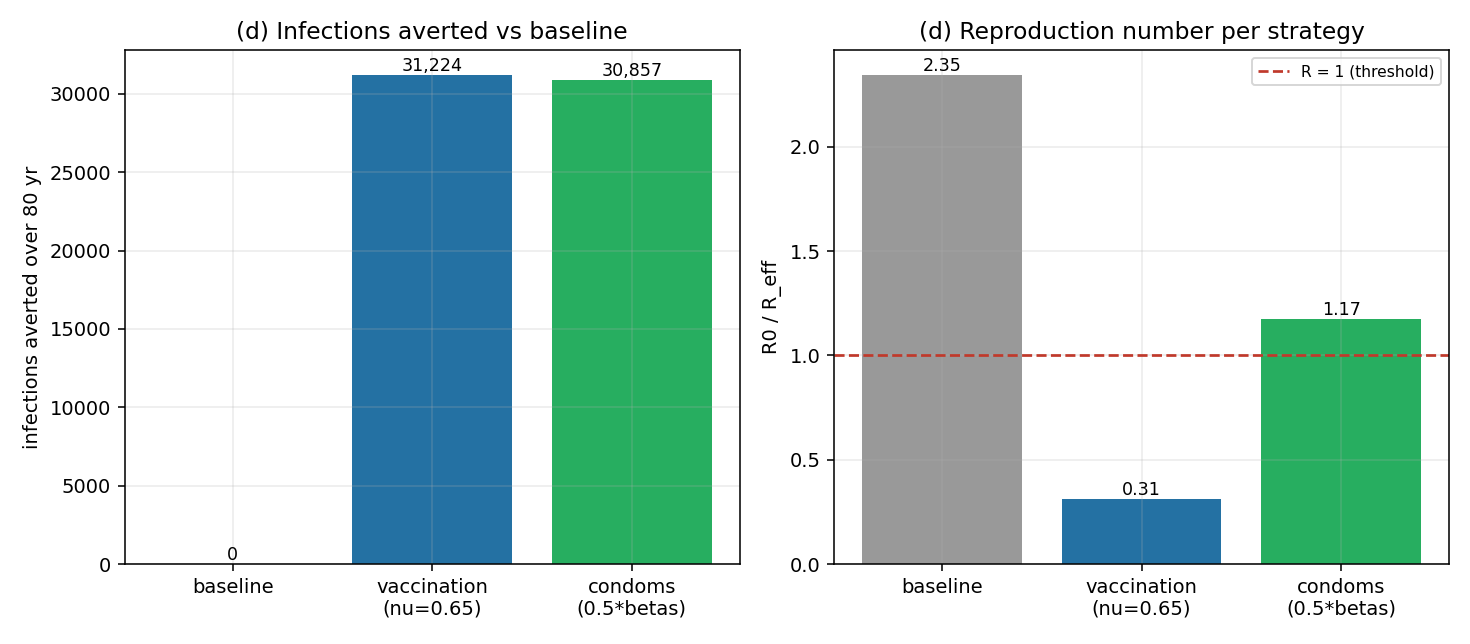 (d) Infections averted vs baseline
infections averted over 80 yr
30000
25000
20000
15000
10000
5000
0
31,224
30,857
0
baseline
vaccination
(nu=0.65)
condoms
(0.5*betas)
(d) Reproduction number per strategy
R0 / R_eff
2.0
1.5
1.0
0.5
0.0
2.35
R = 1 (threshold)
1.17
0.31
baseline
vaccination
(nu=0.65)
condoms
(0.5*betas)